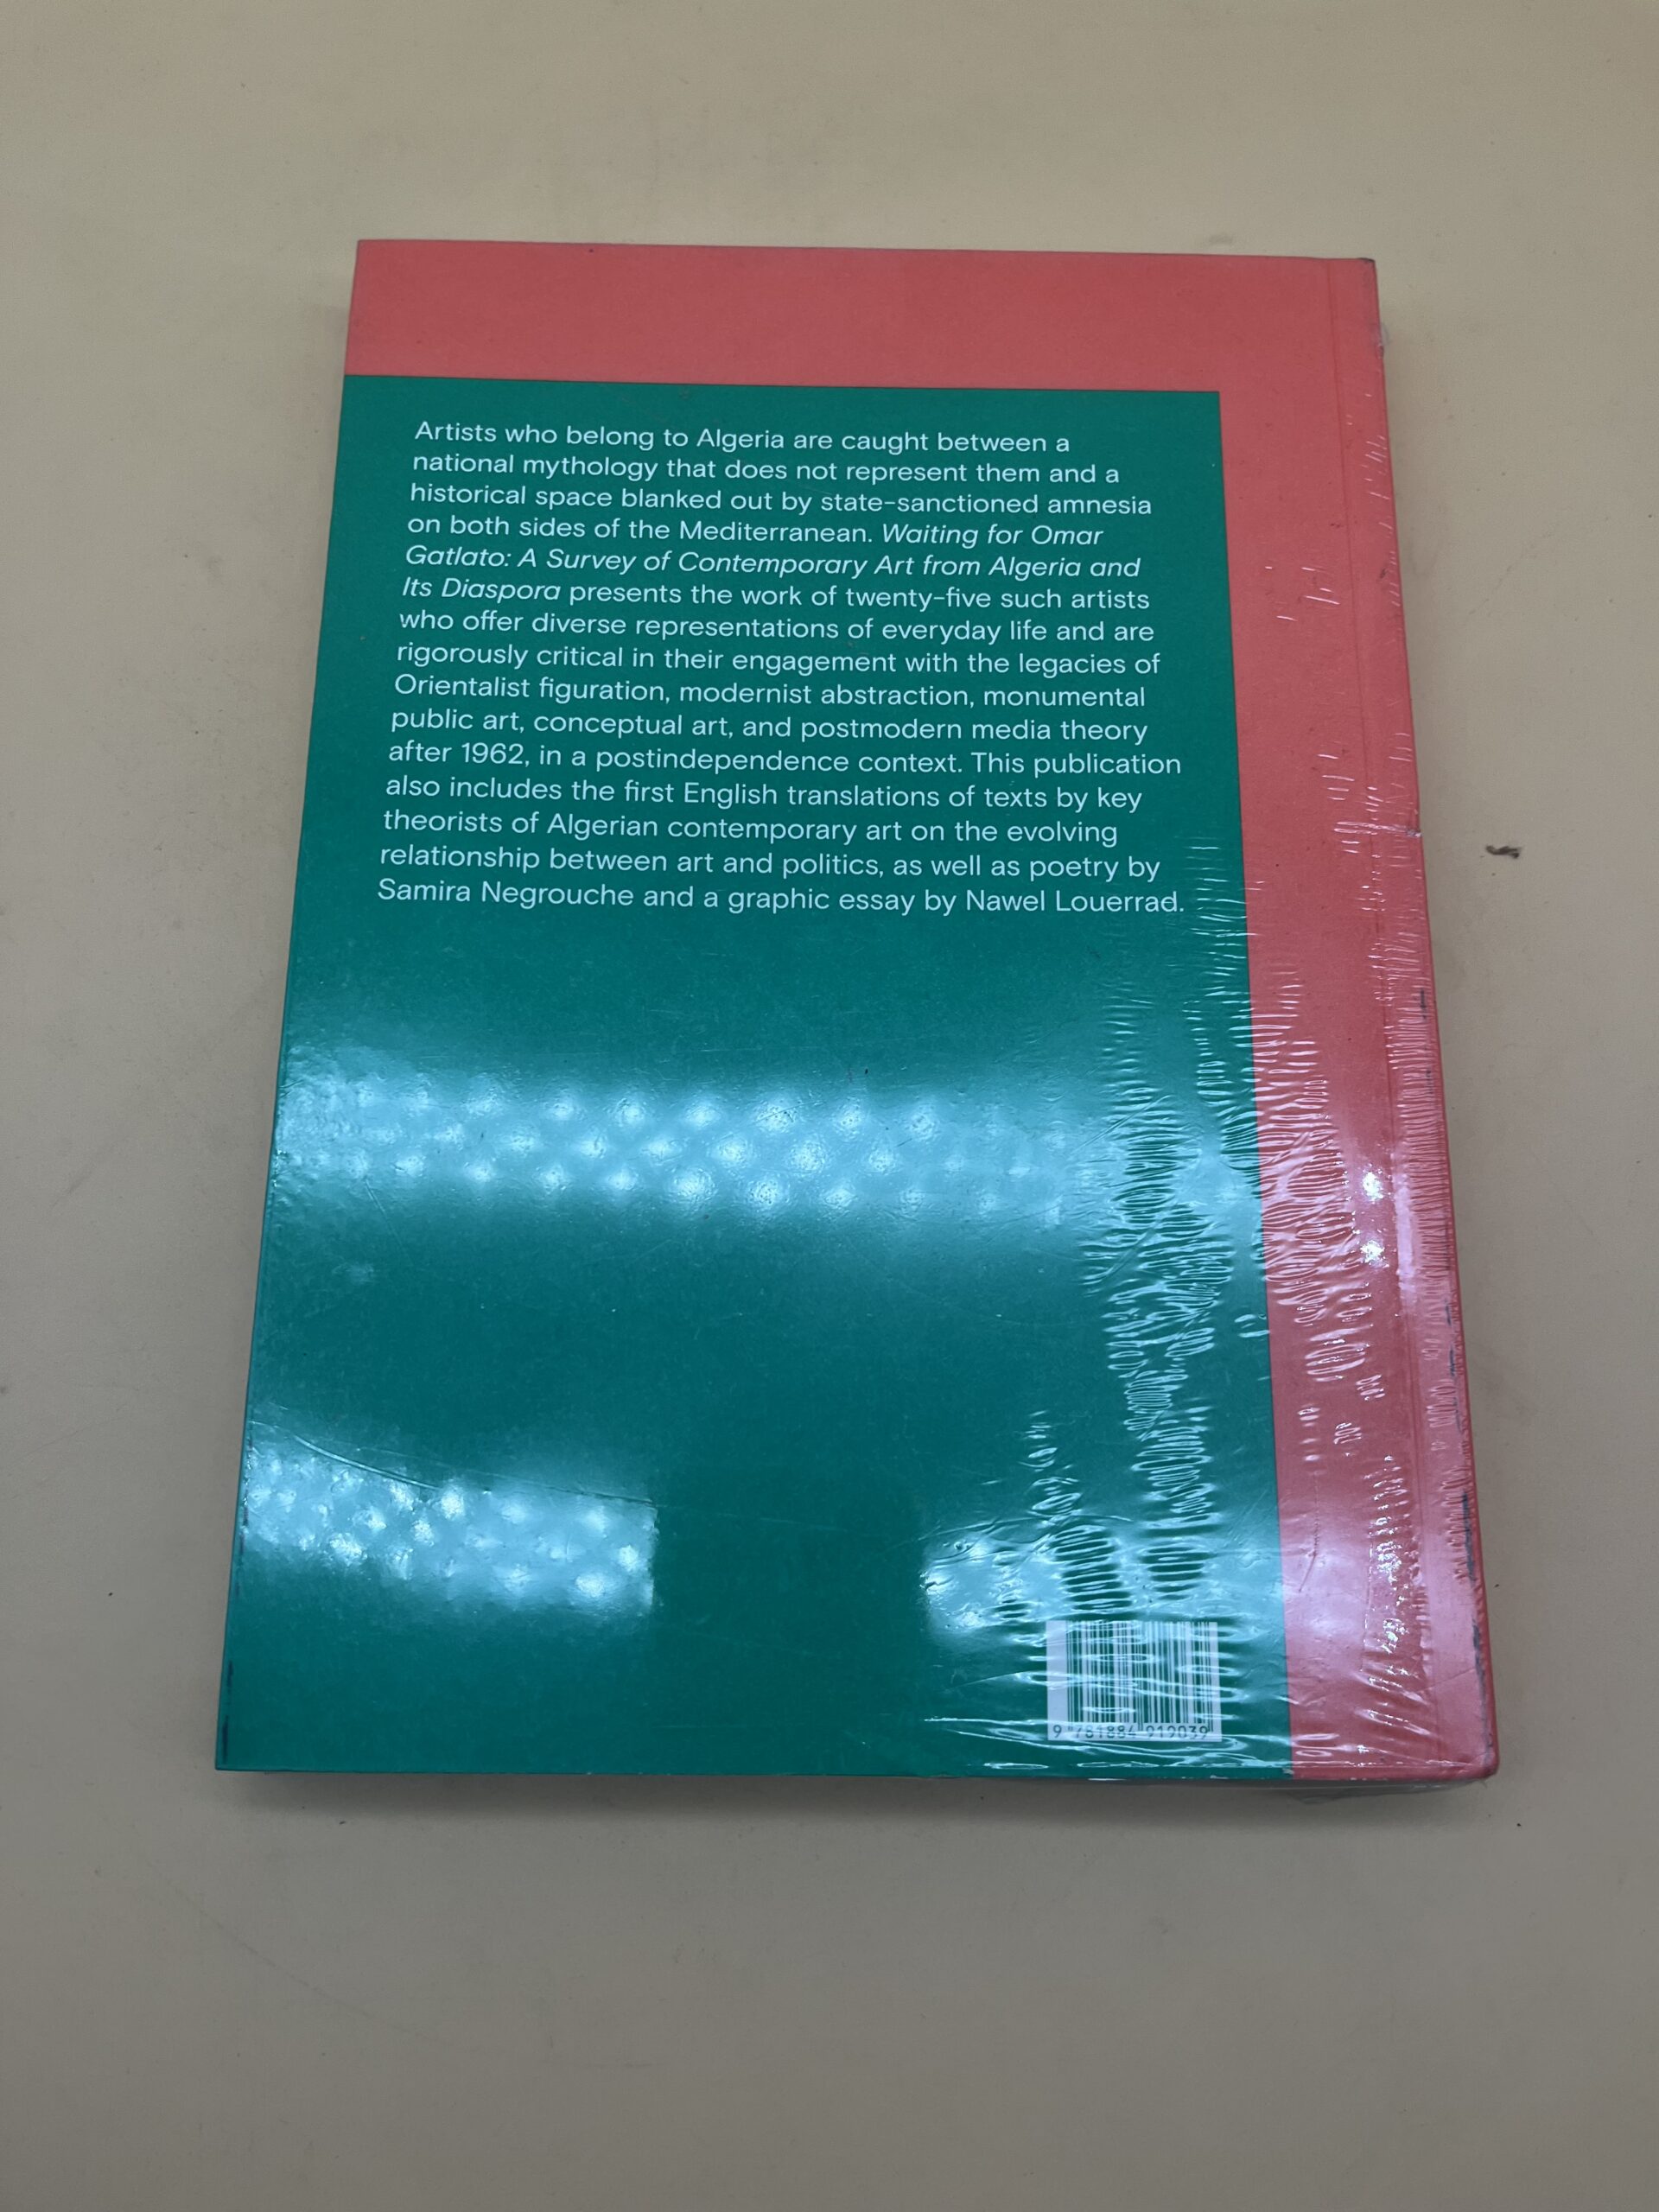 Artists who belong to Algeria are caught between a
national mythology that does not represent them and a
historical space blanked out by state-sanctioned amnesia
on both sides of the Mediterranean. Waiting for Omar
Gatlato: A Survey of Contemporary Art from Algeria and
Its Diaspora presents the work of twenty-five such artists
who offer diverse representations of everyday life and are
rigorously critical in their engagement with the legacies of
Orientalist figuration, modernist abstraction, monumental
public art, conceptual art, and postmodern media theory
after 1962, in a postindependence context. This publication
also includes the first English translations of texts by key
theorists of Algerian contemporary art on the evolving
relationship between art and politics, as well as poetry by
Samira Negrouche and a graphic essay by Nawel Louerrad.
9 781884 919039